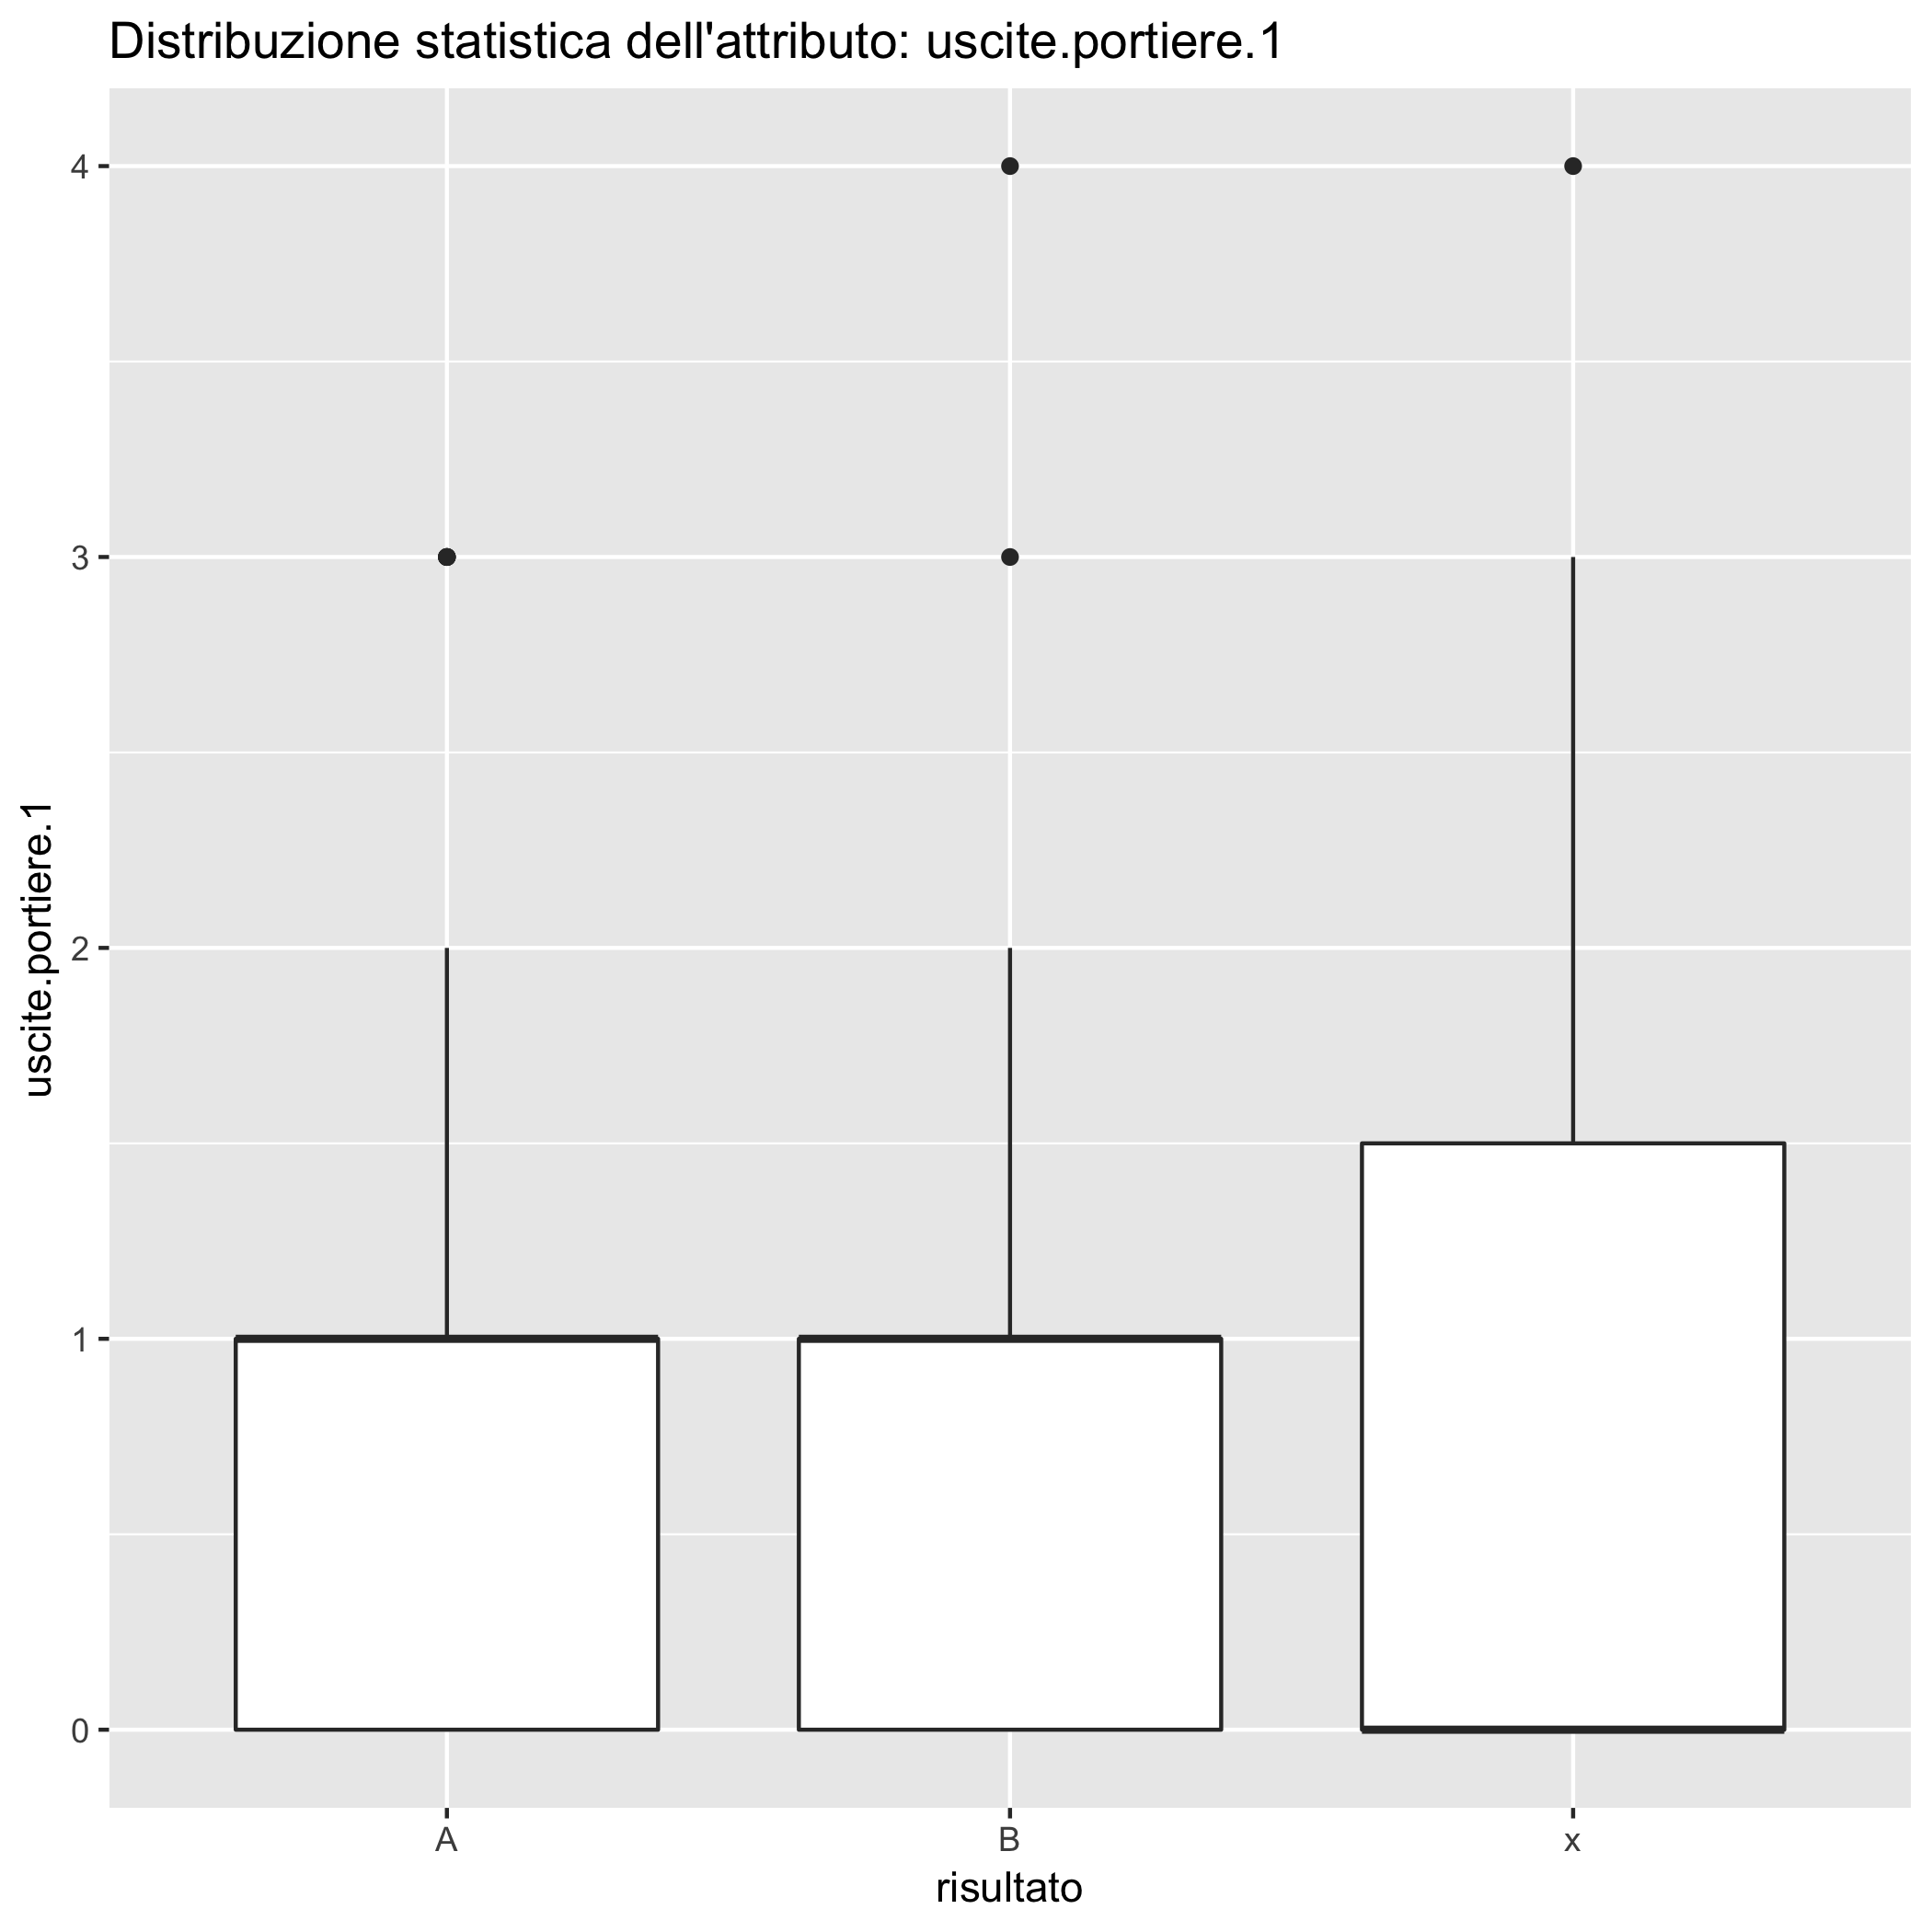 Distribuzione statistica dell'attributo: uscite.portiere.1
uscite.portiere.1
4
3
2
1
0
A
B
x
risultato